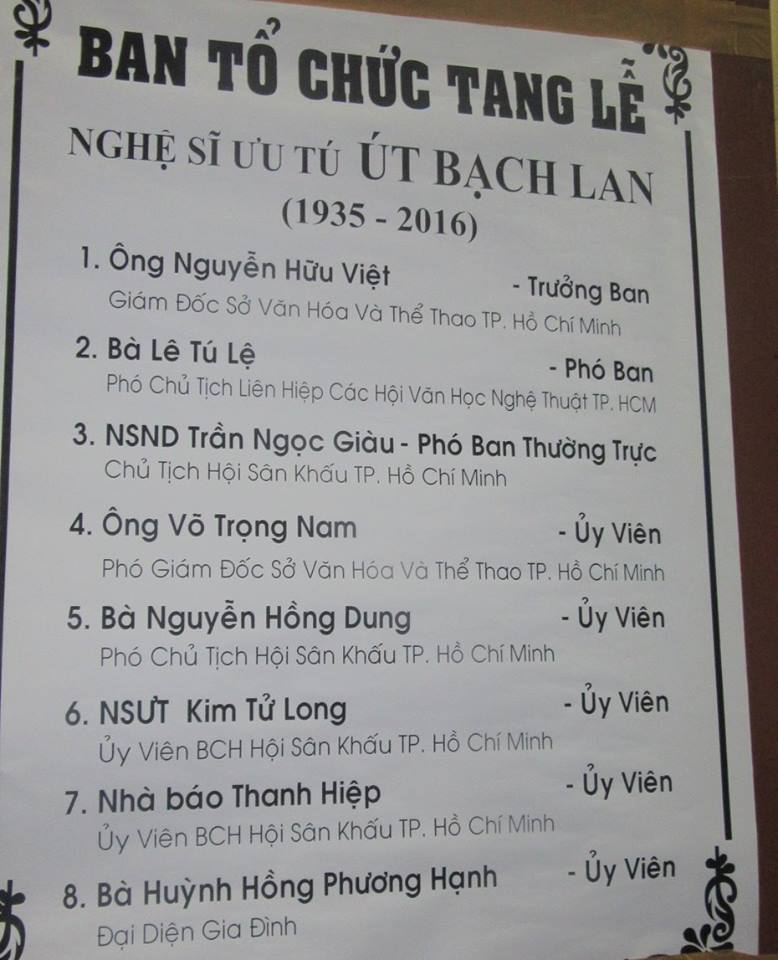 BAN TỔ CHỨC TANG LỄ
NGHỆ SĨ ƯU TÚ ÚT BẠCH LAN
(1935 - 2016)
1. Ông Nguyễn Hữu Việt - Trưởng Ban
Giám Đốc Sở Văn Hóa Và Thể Thao TP. Hồ Chí Minh
2. Bà Lê Tú Lệ - Phó Ban
Phó Chủ Tịch Liên Hiệp Các Hội Văn Học Nghệ Thuật TP. HCM
3. NSND Trần Ngọc Giàu - Phó Ban Thường Trực
Chủ Tịch Hội Sân Khấu TP. Hồ Chí Minh
4. Ông Võ Trọng Nam - Ủy Viên
Phó Giám Đốc Sở Văn Hóa Và Thể Thao TP. Hồ Chí Minh
5. Bà Nguyễn Hồng Dung - Ủy Viên
Phó Chủ Tịch Hội Sân Khấu TP. Hồ Chí Minh
6. NSƯT Kim Tử Long - Ủy Viên
Ủy Viên BCH Hội Sân Khấu TP. Hồ Chí Minh
7. Nhà báo Thanh Hiệp - Ủy Viên
Ủy Viên BCH Hội Sân Khấu TP. Hồ Chí Minh
8. Bà Huỳnh Hồng Phương Hạnh - Ủy Viên
Đại Diện Gia Đình